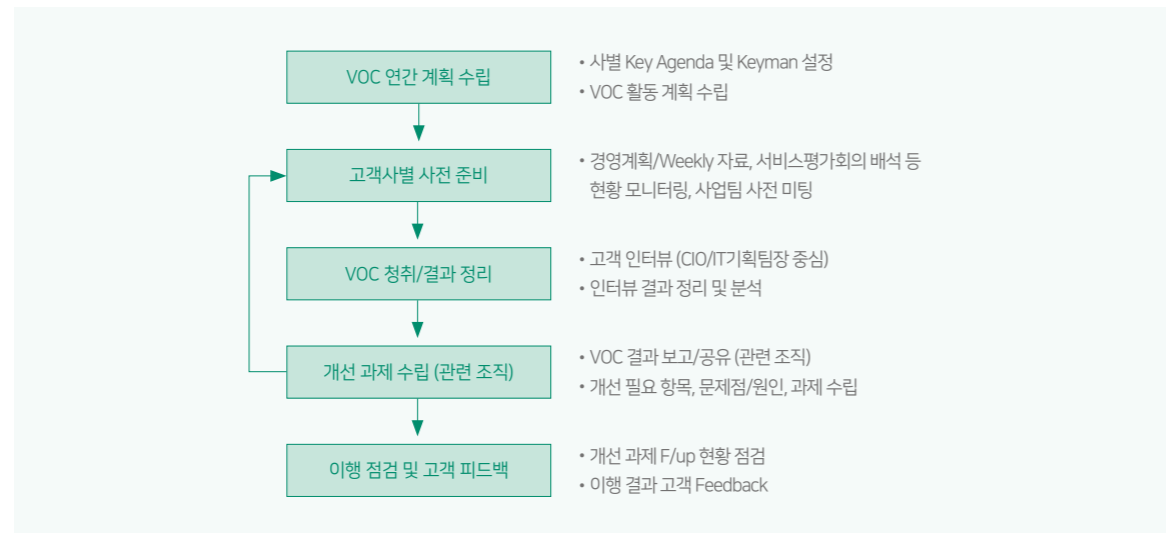 VOC 연간 계획 수립
• 사별 Key Agenda 및 Keyman 설정
• VOC 활동 계획 수립
고객사별 사전 준비
• 경영계획/Weekly 자료, 서비스평가회의 배석 등
현황 모니터링, 사업팀 사전 미팅
VOC 청취/결과 정리
• 고객 인터뷰 (CIO/IT기획팀장 중심)
• 인터뷰 결과 정리 및 분석
개선 과제 수립 (관련 조직)
• VOC 결과 보고/공유 (관련 조직)
• 개선 필요 항목, 문제점/원인, 과제 수립
이행 점검 및 고객 피드백
• 개선 과제 F/up 현황 점검
• 이행 결과 고객 Feedback